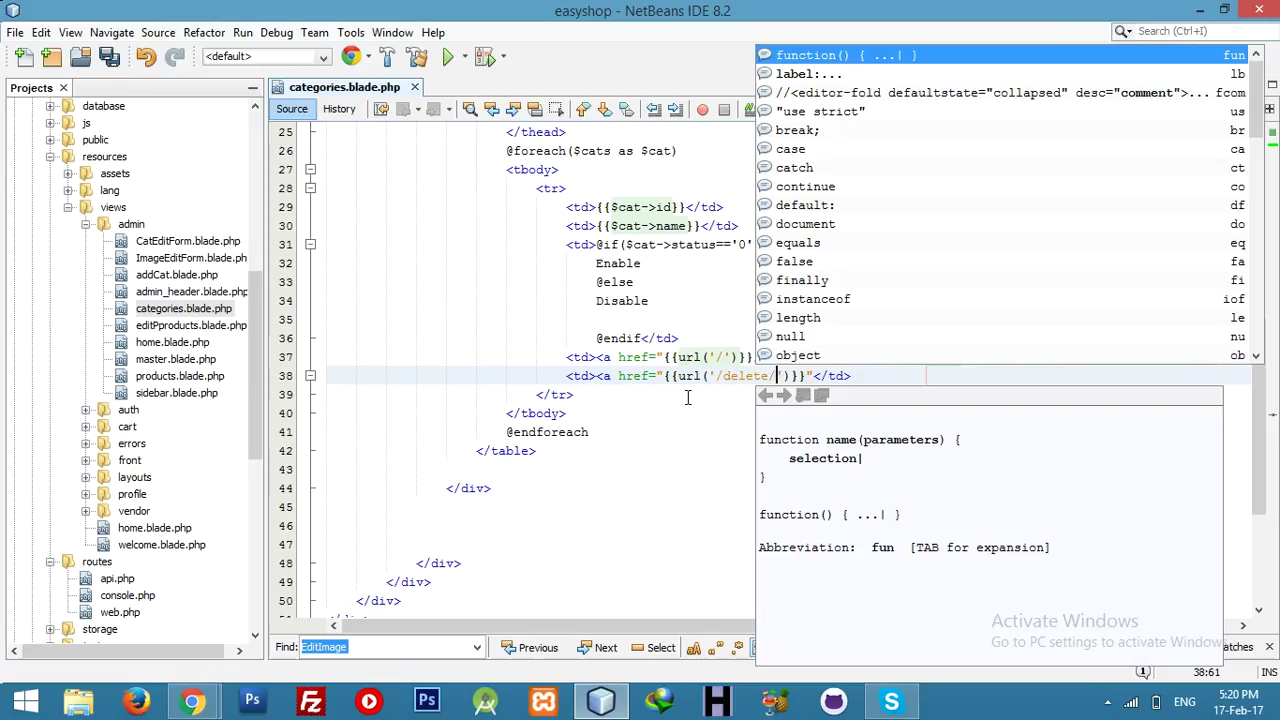 easyshop - NetBeans IDE 8.2
File Edit View Navigate Source Refactor Run Debug Team Tools Window Help
Search (Ctrl+I)
<default>
Projects
categories.blade.php
Source History
database
js
public
resources
assets
lang
views
admin
CatEditForm.blade.php
ImageEditForm.blade.ph
addCat.blade.php
admin_header.blade.php
categories.blade.php
editPproducts.blade.php
home.blade.php
master.blade.php
products.blade.php
sidebar.blade.php
auth
cart
errors
front
layouts
profile
vendor
home.blade.php
welcome.blade.php
routes
api.php
console.php
web.php
storage
25 </thead>
26 @foreach($cats as $cat)
27 <tbody>
28 <tr>
29 <td>{{$cat->id}}</td>
30 <td>{{$cat->name}}</td>
31 <td>@if($cat->status=='0'
32 Enable
33 @else
34 Disable
35
36 @endif</td>
37 <td><a href="{{url('/')}}
38 <td><a href="{{url('/delete/')}}"</td>
39 </tr>
40 </tbody>
41 @endforeach
42 </table>
43
44 </div>
45
46
47
48 </div>
49 </div>
50 </div>
function() { ...| } fun
label:... lb
//<editor-fold defaultstate="collapsed" desc="comment">... fcom
"use strict" us
break; br
case ca
catch ct
continue co
default: df
document do
equals eq
false fa
finally fi
instanceof iof
length le
null nu
object ob
function name(parameters) {
selection|
}
function() { ...| }
Abbreviation: fun [TAB for expansion]
Activate Windows
Go to PC settings to activate Windows
Find: EditImage Previous Next Select
atches
38:61 INS
Ps
Fz
Ps
H
S
ENG
5:20 PM
17-Feb-17